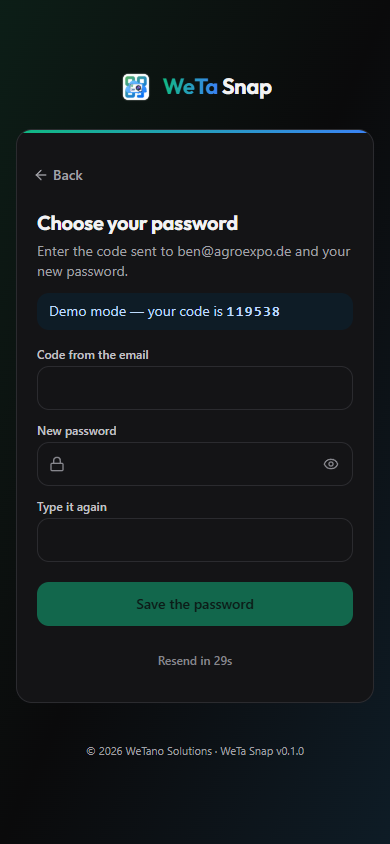 WeTa Snap
Back
Choose your password
Enter the code sent to ben@agroexpo.de and your
new password.
Demo mode — your code is 119538
Code from the email
New password
Type it again
Save the password
Resend in 29s
© 2026 WeTano Solutions · WeTa Snap v0.1.0